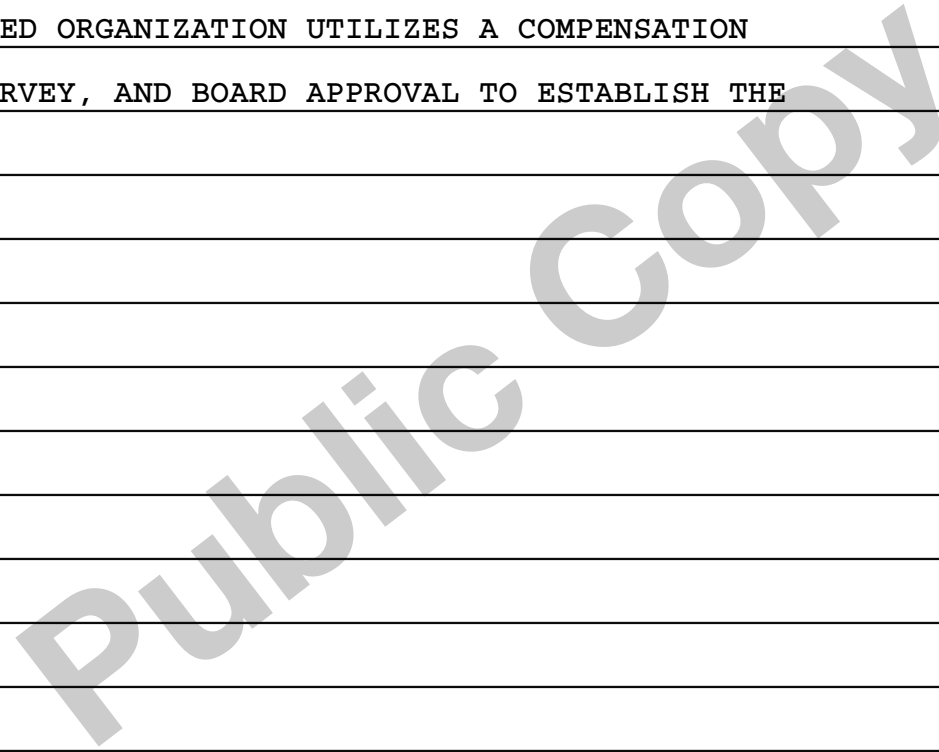 ED ORGANIZATION UTILIZES A COMPENSATION
RVEY, AND BOARD APPROVAL TO ESTABLISH THE
Public Copy